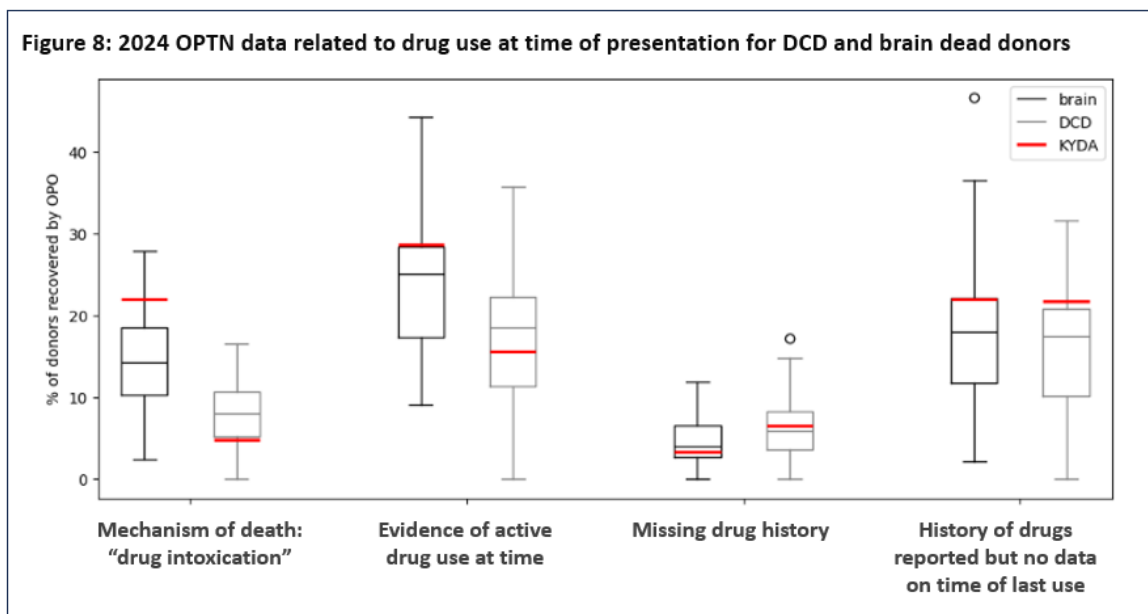 Figure 8: 2024 OPTN data related to drug use at time of presentation for DCD and brain dead donors
brain
DCD
KYDA
% of donors recovered by OPO
40
30
20
10
0
Mechanism of death:
“drug intoxication”
Evidence of active
drug use at time
Missing drug history
History of drugs
reported but no data
on time of last use